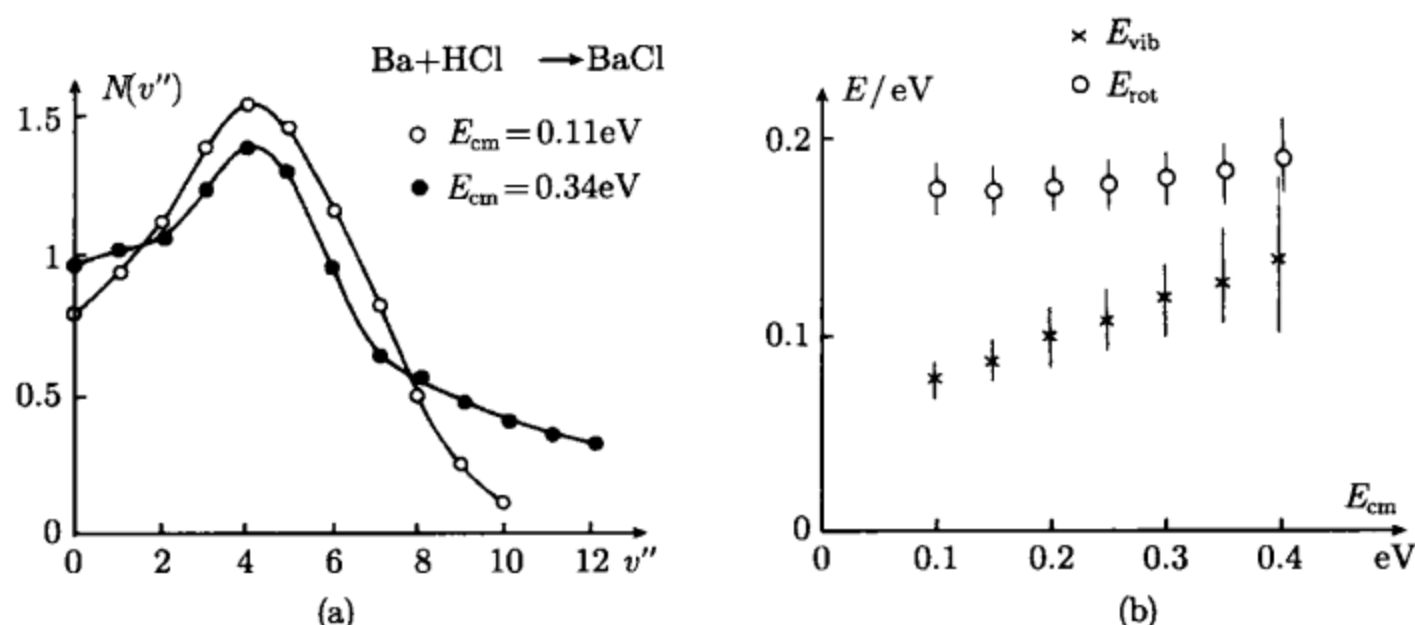 Ba+HCl →BaCl
N(v″)
○ E_cm=0.11eV
● E_cm=0.34eV
1.5
1
0.5
0
0 2 4 6 8 10 12 v″
(a)
× E_vib
○ E_rot
E/eV
0.2
0.1
0
E_cm
0 0.1 0.2 0.3 0.4 eV
(b)